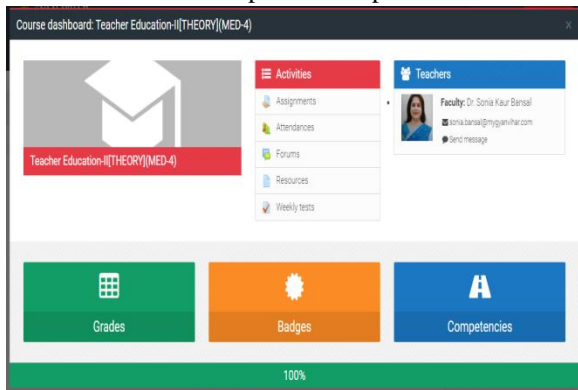 Course dashboard: Teacher Education-II[THEORY](MED-4)
x
Teacher Education-II[THEORY](MED-4)
Activities
Assignments
Attendances
Forums
Resources
Weekly tests
Teachers
Faculty: Dr. Sonia Kaur Bansal
sonia.bansal@mygyanvihar.com
Send message
Grades
Badges
Competencies
100%